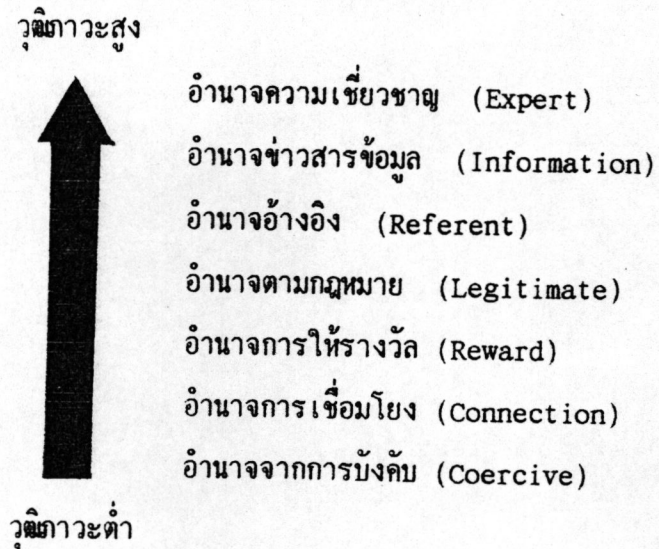 วุฒิภาวะสูง
อำนาจความเชี่ยวชาญ (Expert)
อำนาจข่าวสารข้อมูล (Information)
อำนาจอ้างอิง (Referent)
อำนาจตามกฎหมาย (Legitimate)
อำนาจการให้รางวัล (Reward)
อำนาจการเชื่อมโยง (Connection)
อำนาจจากการบังคับ (Coercive)
วุฒิภาวะต่ำ